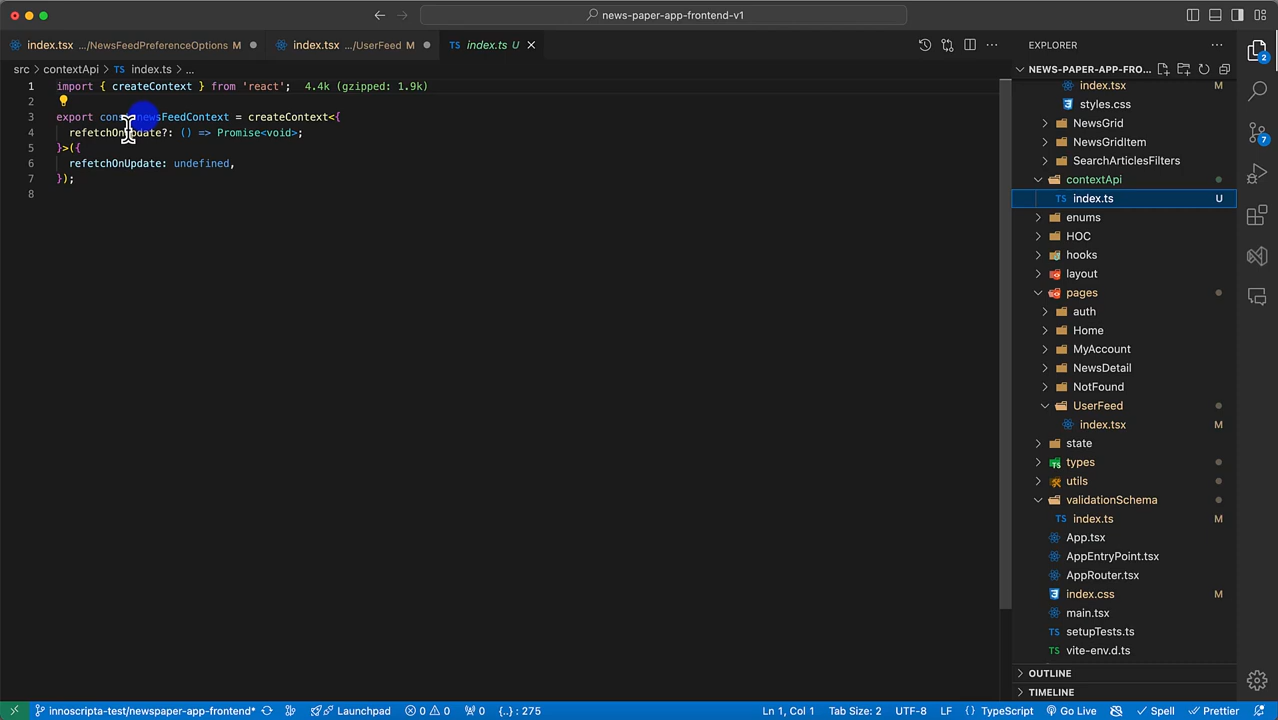 news-paper-app-frontend-v1
index.tsx .../NewsFeedPreferenceOptions M
index.tsx .../UserFeed M
TS index.ts U
src > contextApi > TS index.ts > ...
1 import { createContext } from 'react'; 4.4k (gzipped: 1.9k)
2
3 export const newsFeedContext = createContext<{
4 refetchOnUpdate?: () => Promise<void>;
5 }>({
6 refetchOnUpdate: undefined,
7 });
8
EXPLORER
NEWS-PAPER-APP-FRO...
index.tsx M
styles.css
NewsGrid
NewsGridItem
SearchArticlesFilters
contextApi
TS index.ts U
enums
HOC
hooks
layout
pages
auth
Home
MyAccount
NewsDetail
NotFound
UserFeed
index.tsx M
state
types
utils
validationSchema
TS index.ts M
App.tsx
AppEntryPoint.tsx
AppRouter.tsx
index.css M
main.tsx
setupTests.ts
vite-env.d.ts
OUTLINE
TIMELINE
2
7
innoscripta-test/newspaper-app-frontend* Launchpad 0 0 0 {..} : 275 Ln 1, Col 1 Tab Size: 2 UTF-8 LF {} TypeScript Go Live Spell Prettier